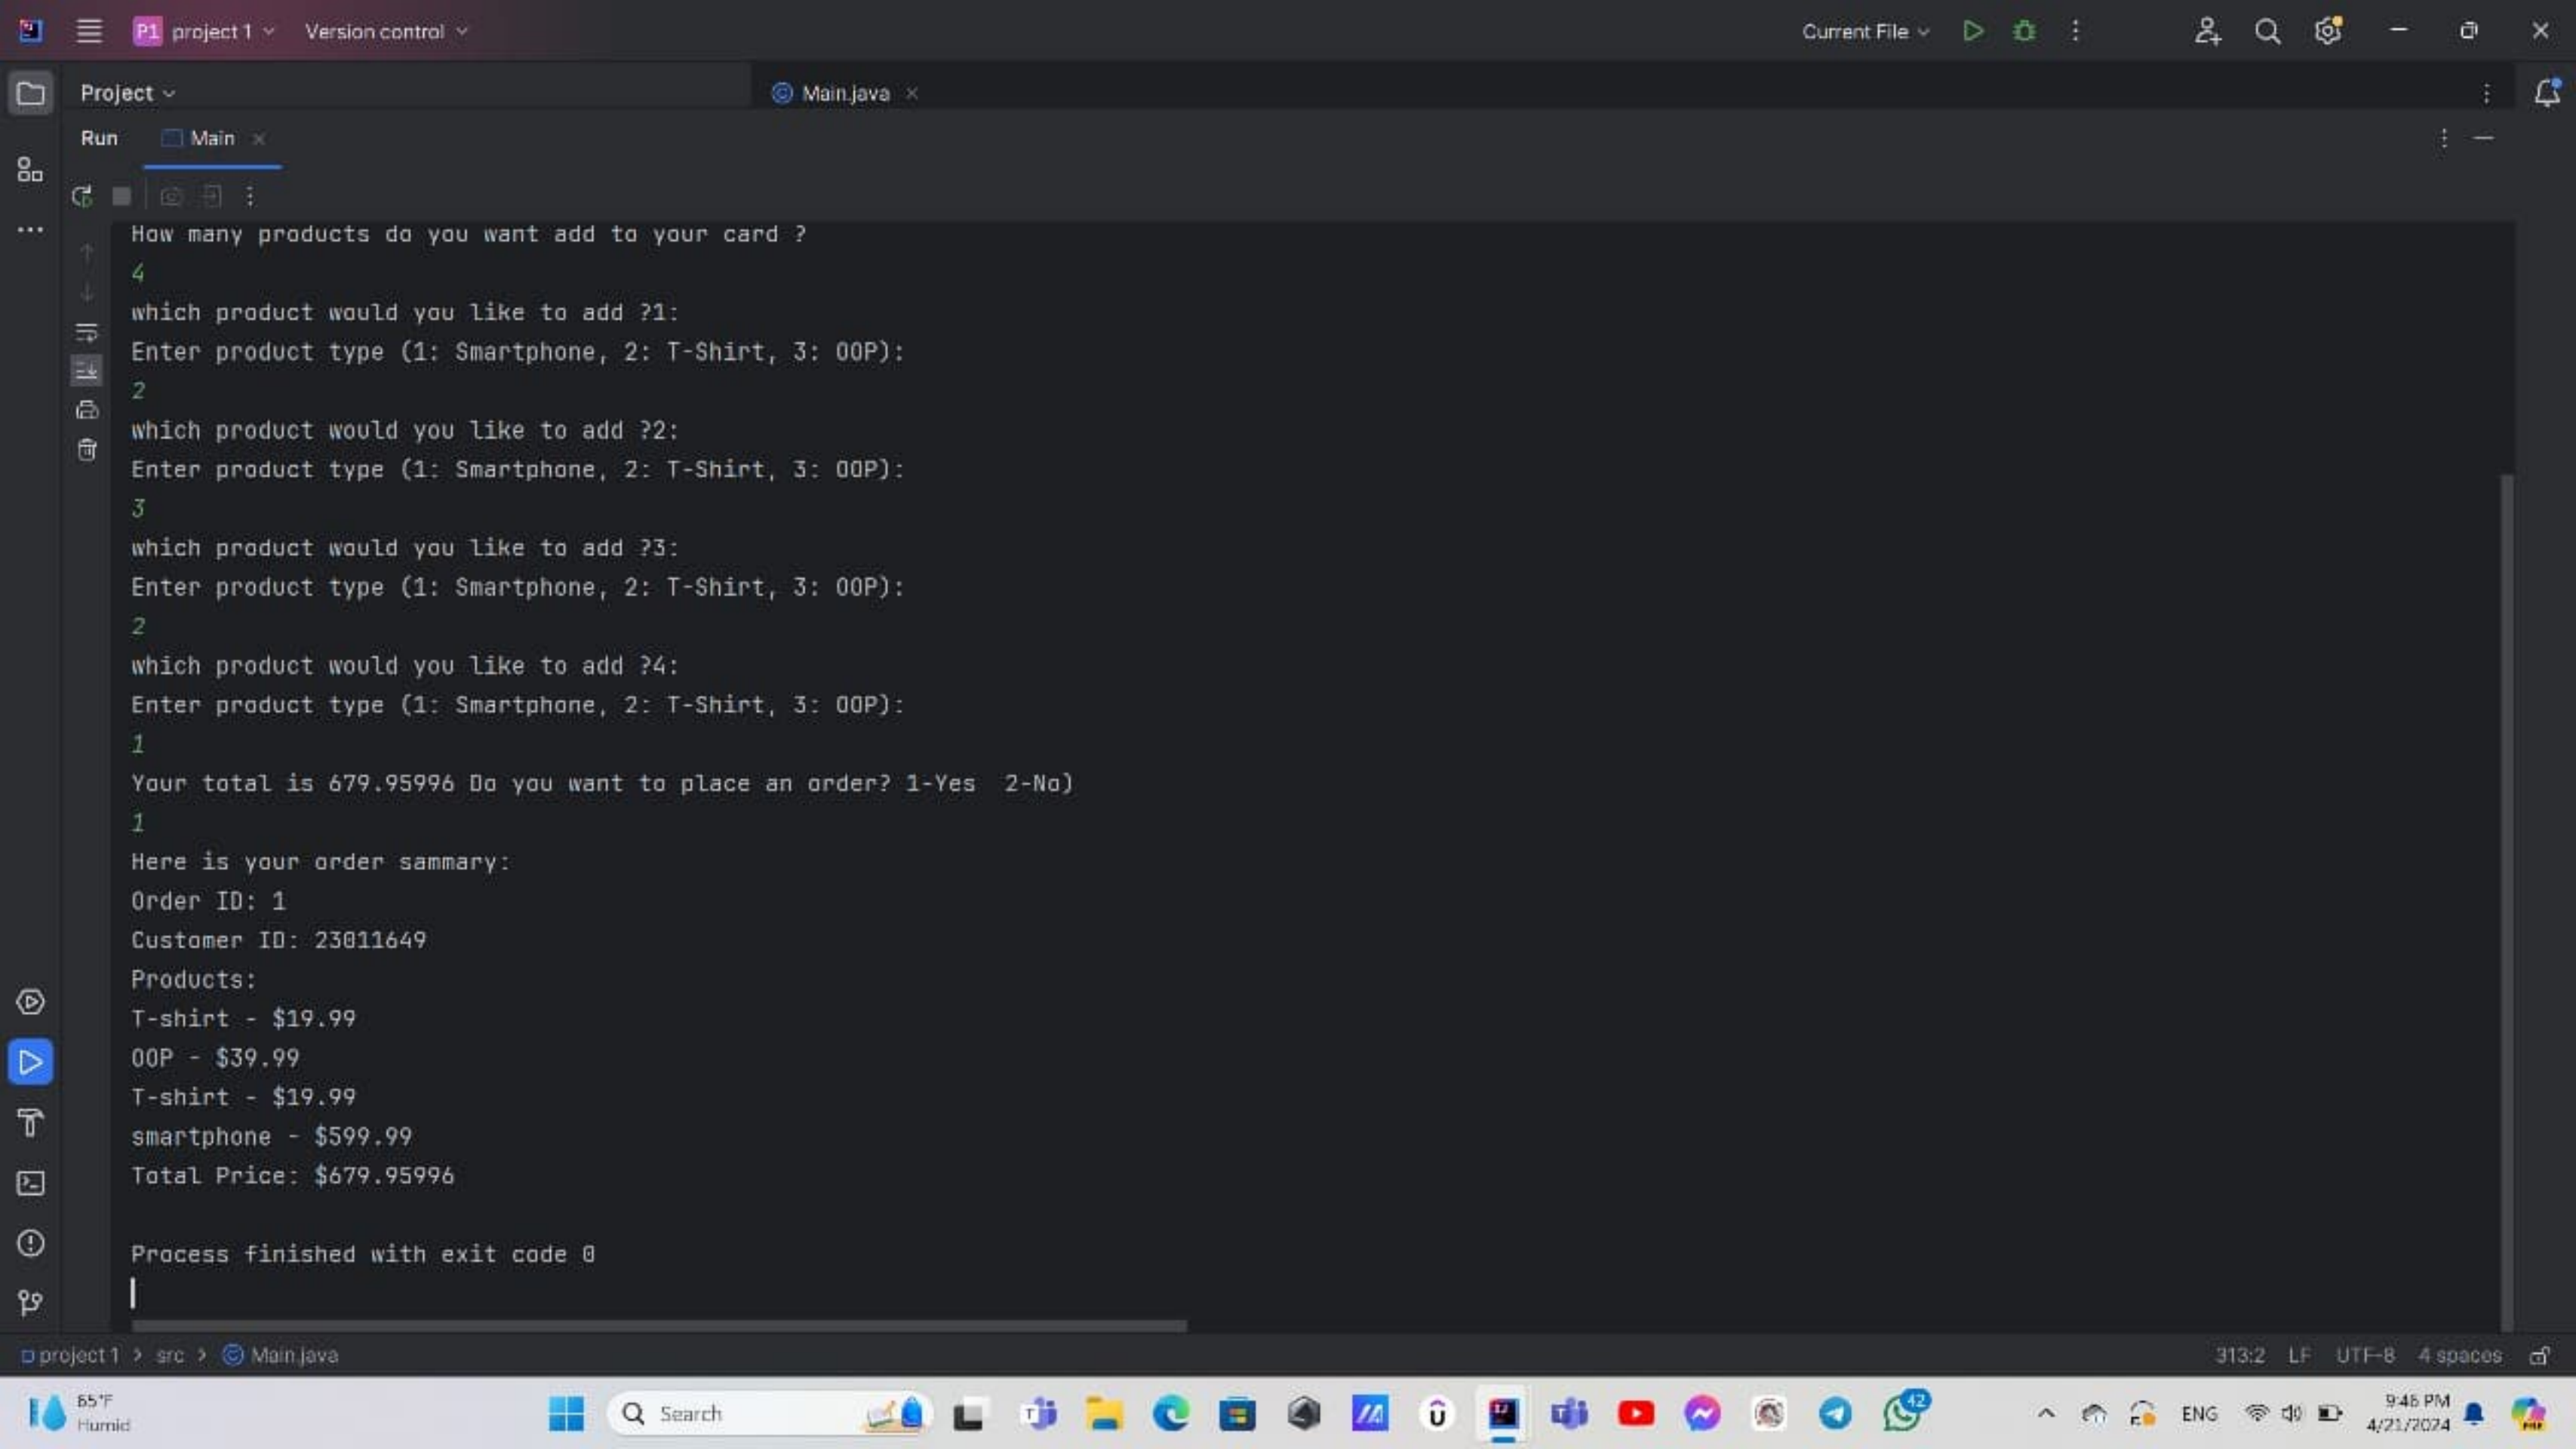 P1 project 1 Version control Current File
Project Main.java
Run Main
How many products do you want add to your card ?
4
which product would you like to add ?1:
Enter product type (1: Smartphone, 2: T-Shirt, 3: OOP):
2
which product would you like to add ?2:
Enter product type (1: Smartphone, 2: T-Shirt, 3: OOP):
3
which product would you like to add ?3:
Enter product type (1: Smartphone, 2: T-Shirt, 3: OOP):
2
which product would you like to add ?4:
Enter product type (1: Smartphone, 2: T-Shirt, 3: OOP):
1
Your total is 679.95996 Do you want to place an order? 1-Yes  2-No)
1
Here is your order sammary:
Order ID: 1
Customer ID: 23011649
Products:
T-shirt - $19.99
OOP - $39.99
T-shirt - $19.99
smartphone - $599.99
Total Price: $679.95996
Process finished with exit code 0
project 1 > src > Main.java 313:2 LF UTF-8 4 spaces
65°F
Humid
Search
42
ENG
9:46 PM
4/21/2024